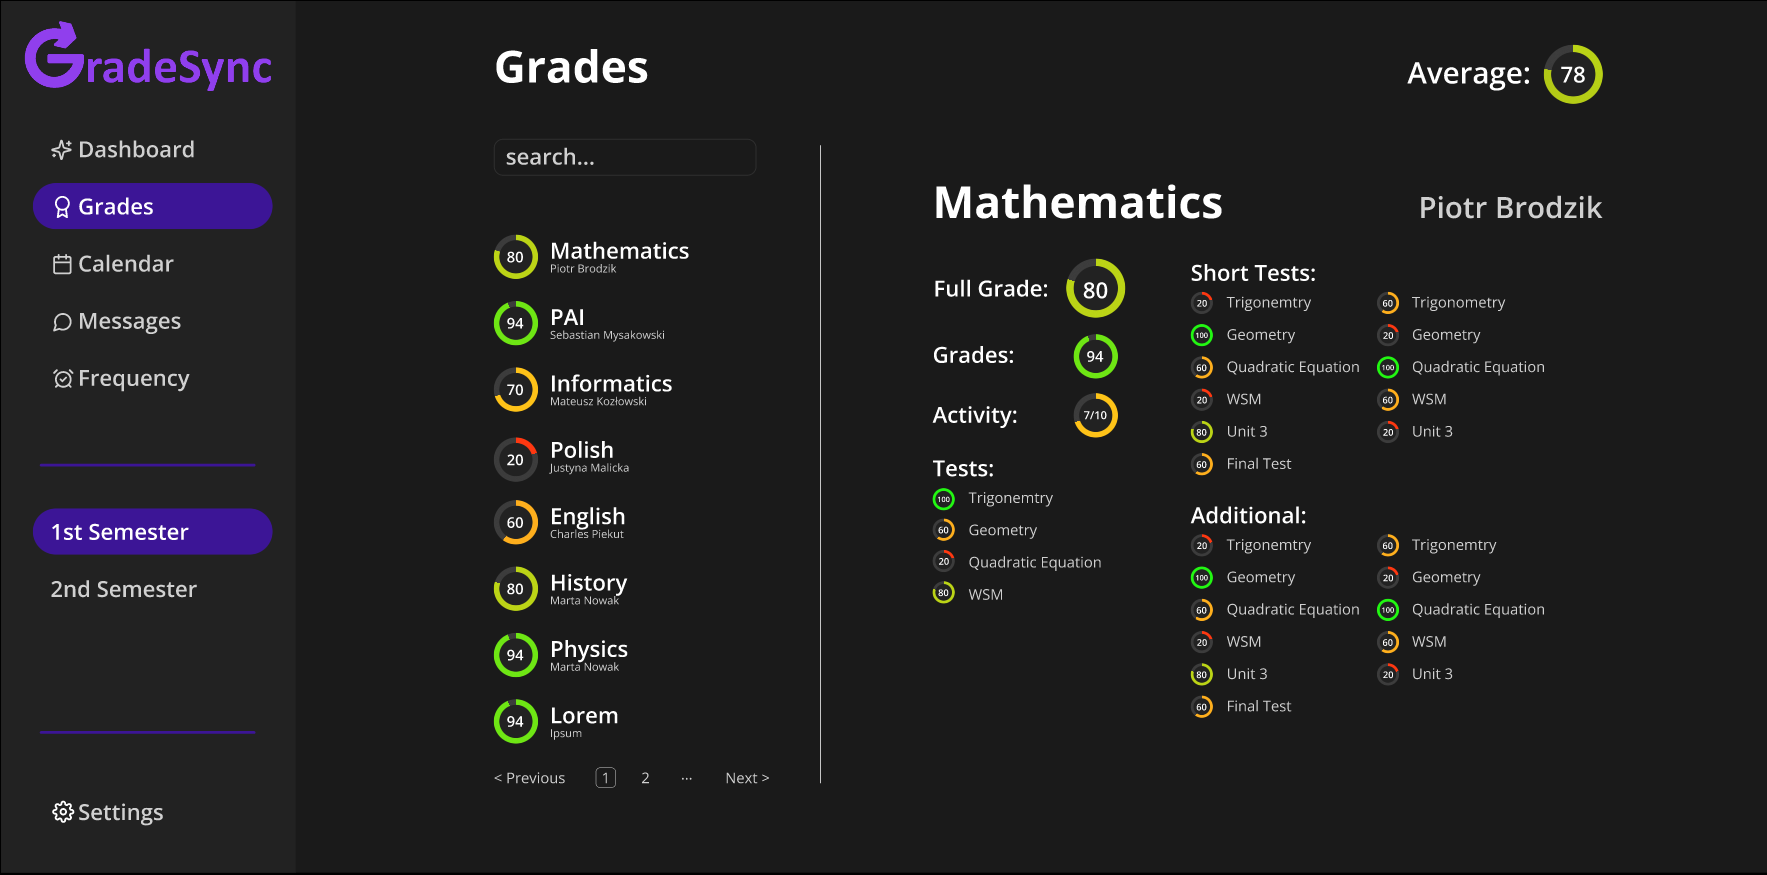 GradeSync
Dashboard
Grades
Calendar
Messages
Frequency
1st Semester
2nd Semester
Settings
Grades
Average: 78
search...
80 Mathematics
Piotr Brodzik
94 PAI
Sebastian Mysakowski
70 Informatics
Mateusz Kozłowski
20 Polish
Justyna Malicka
60 English
Charles Piekut
80 History
Marta Nowak
94 Physics
Marta Nowak
94 Lorem
Ipsum
< Previous 1 2 ... Next >
Mathematics
Piotr Brodzik
Full Grade: 80
Grades: 94
Activity: 7/10
Tests:
100 Trigonemtry
60 Geometry
20 Quadratic Equation
80 WSM
Short Tests:
20 Trigonemtry
100 Geometry
60 Quadratic Equation
20 WSM
80 Unit 3
60 Final Test
60 Trigonometry
20 Geometry
100 Quadratic Equation
60 WSM
20 Unit 3
Additional:
20 Trigonemtry
100 Geometry
60 Quadratic Equation
20 WSM
80 Unit 3
60 Final Test
60 Trigonemtry
20 Geometry
100 Quadratic Equation
60 WSM
20 Unit 3